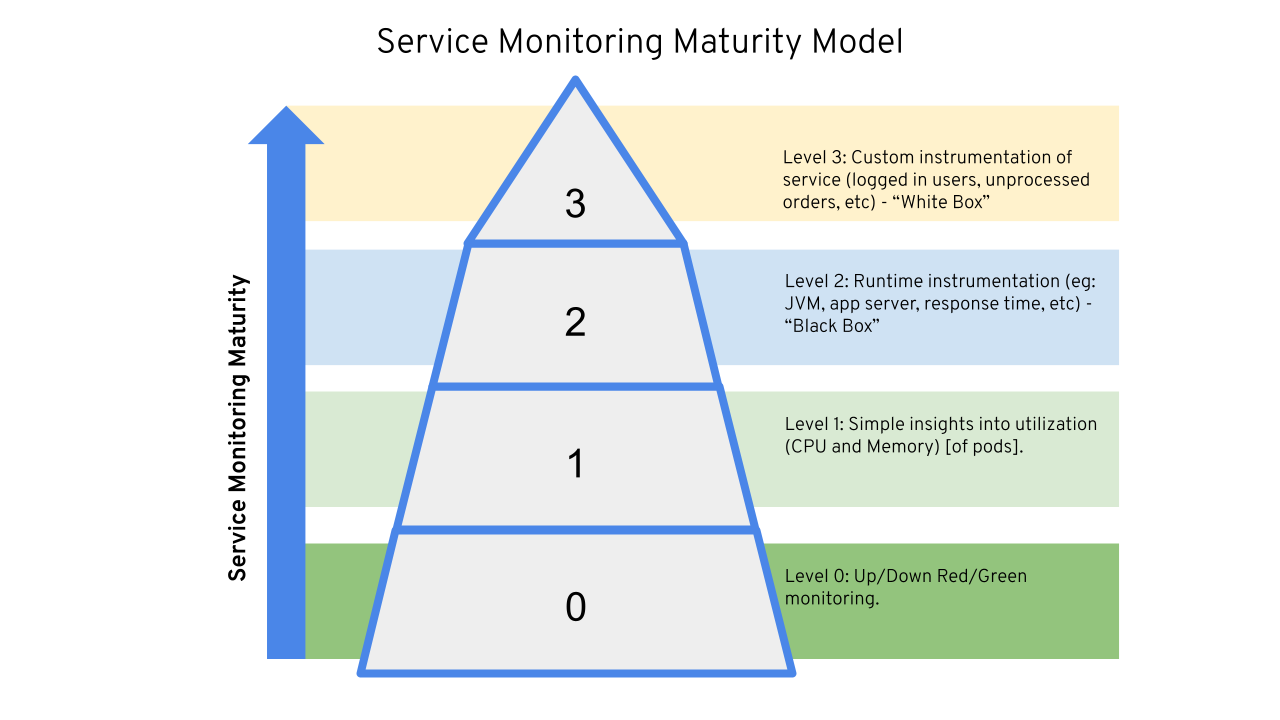 Service Monitoring Maturity Model
Service Monitoring Maturity
3
Level 3: Custom instrumentation of
service (logged in users, unprocessed
orders, etc) - “White Box”
2
Level 2: Runtime instrumentation (eg:
JVM, app server, response time, etc) -
“Black Box”
1
Level 1: Simple insights into utilization
(CPU and Memory) [of pods].
0
Level 0: Up/Down Red/Green
monitoring.